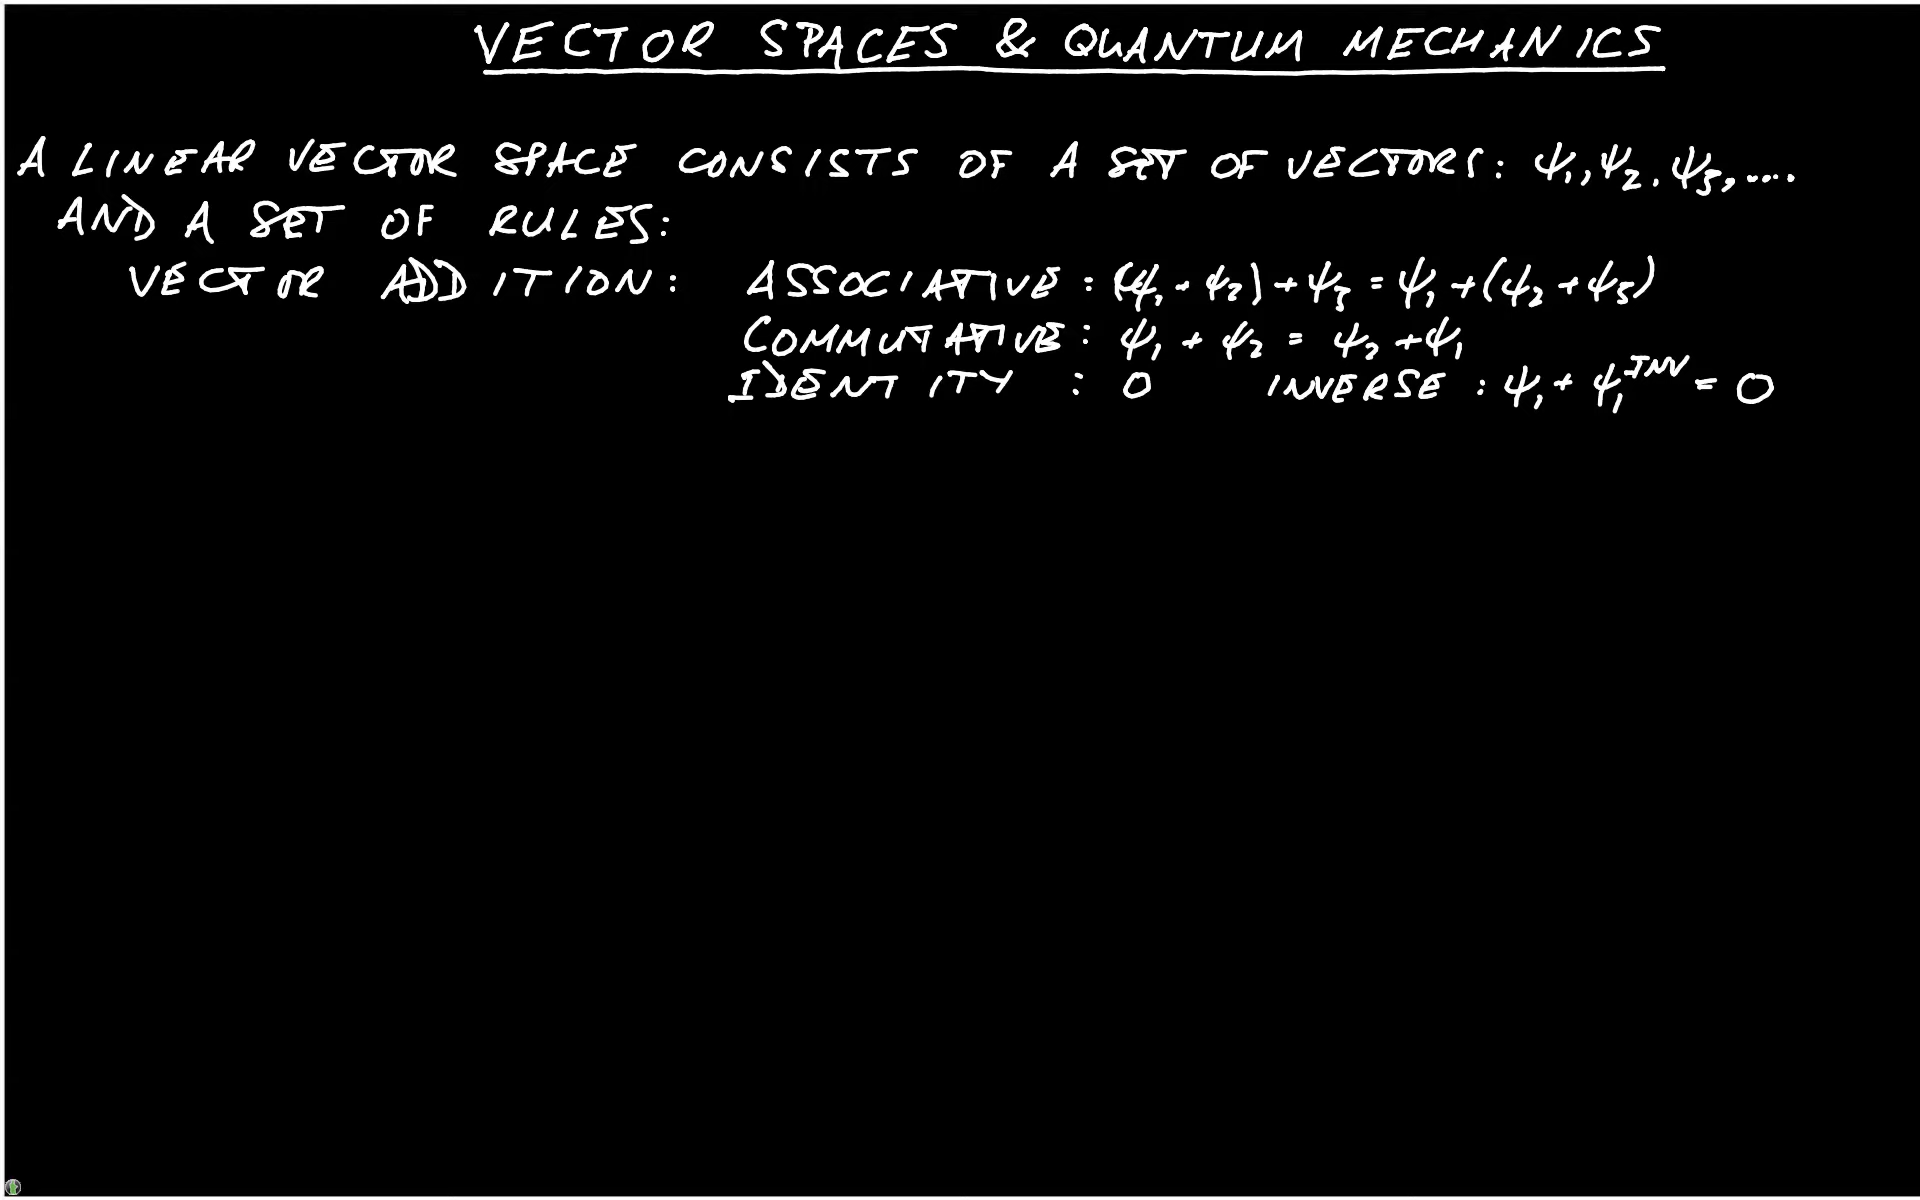 VECTOR SPACES & QUANTUM MECHANICS
A LINEAR VECTOR SPACE CONSISTS OF A SET OF VECTORS: ψ₁, ψ₂, ψ₃, ....
AND A SET OF RULES:
VECTOR ADDITION: ASSOCIATIVE: (ψ₁ + ψ₂) + ψ₃ = ψ₁ + (ψ₂ + ψ₃)
COMMUTATIVE: ψ₁ + ψ₂ = ψ₂ + ψ₁
IDENTITY : 0 INVERSE: ψ₁ + ψ₁^INV = 0